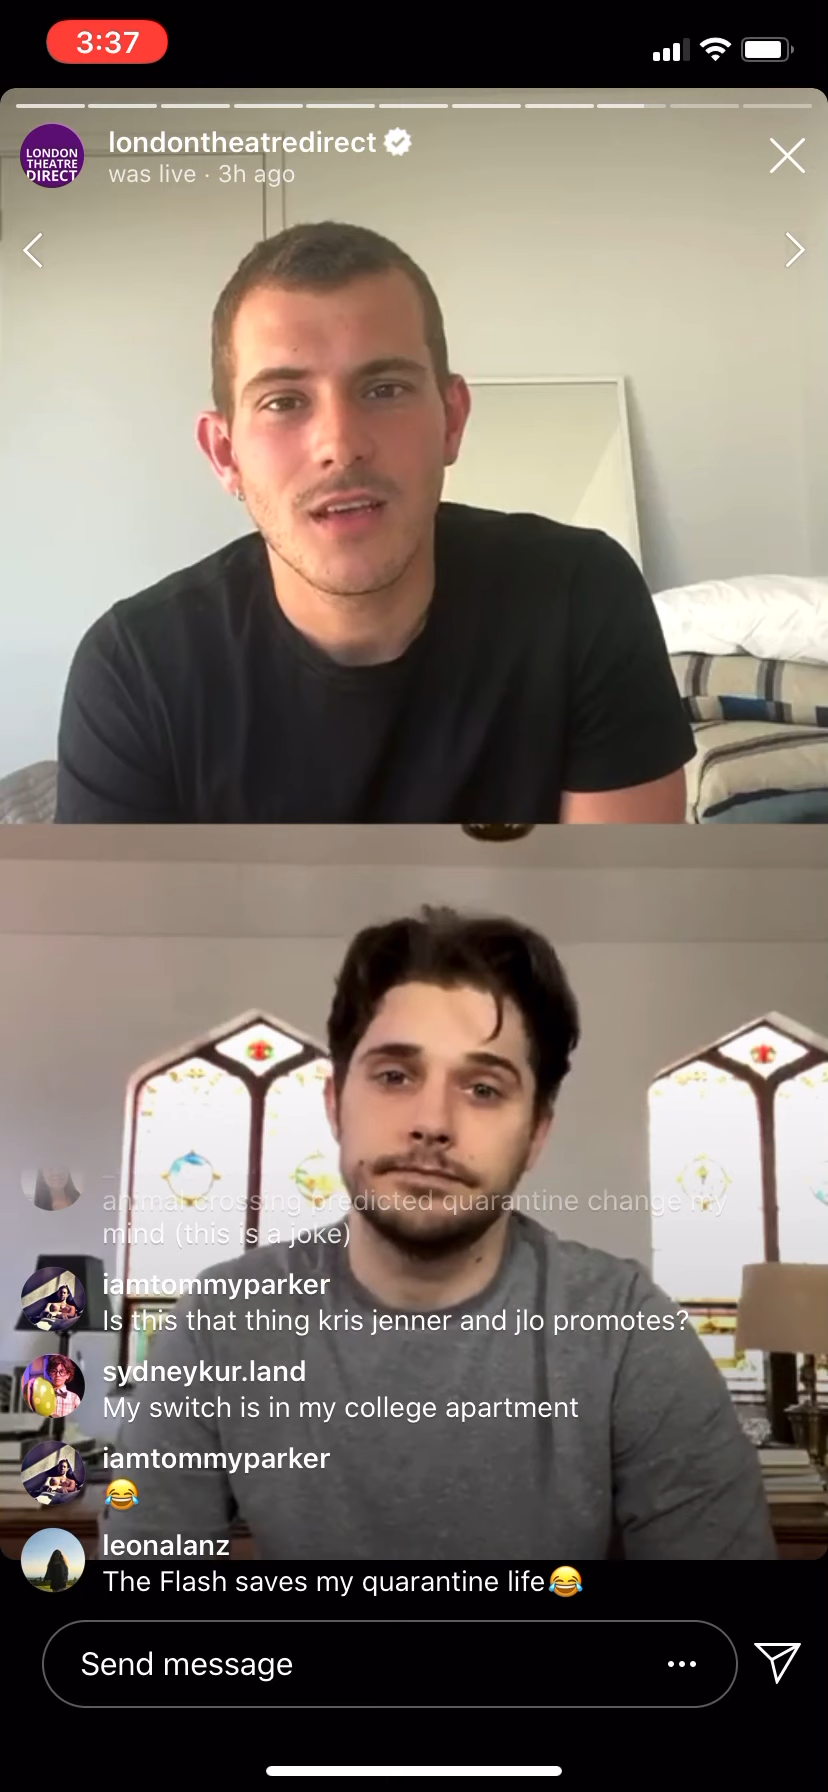 3:37
LONDON
THEATRE
DIRECT
londontheatredirect
was live · 3h ago
animal crossing predicted quarantine change my
mind (this is a joke)
iamtommyparker
Is this that thing kris jenner and jlo promotes?
sydneykur.land
My switch is in my college apartment
iamtommyparker
😂
leonalanz
The Flash saves my quarantine life😂
Send message